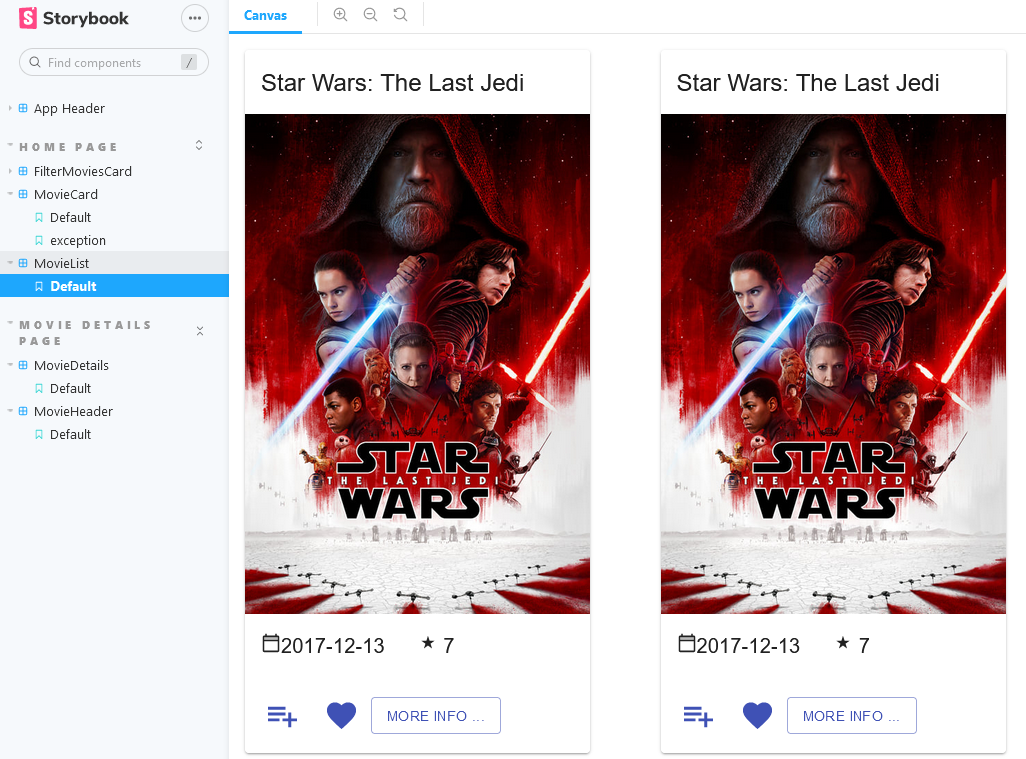 Storybook
Find components /
App Header
HOME PAGE
FilterMoviesCard
MovieCard
Default
exception
MovieList
Default
MOVIE DETAILS
PAGE
MovieDetails
Default
MovieHeader
Default
Canvas
Star Wars: The Last Jedi
STAR
THE LAST JEDI
WARS
2017-12-13 ★ 7
MORE INFO ...
Star Wars: The Last Jedi
STAR
THE LAST JEDI
WARS
2017-12-13 ★ 7
MORE INFO ...